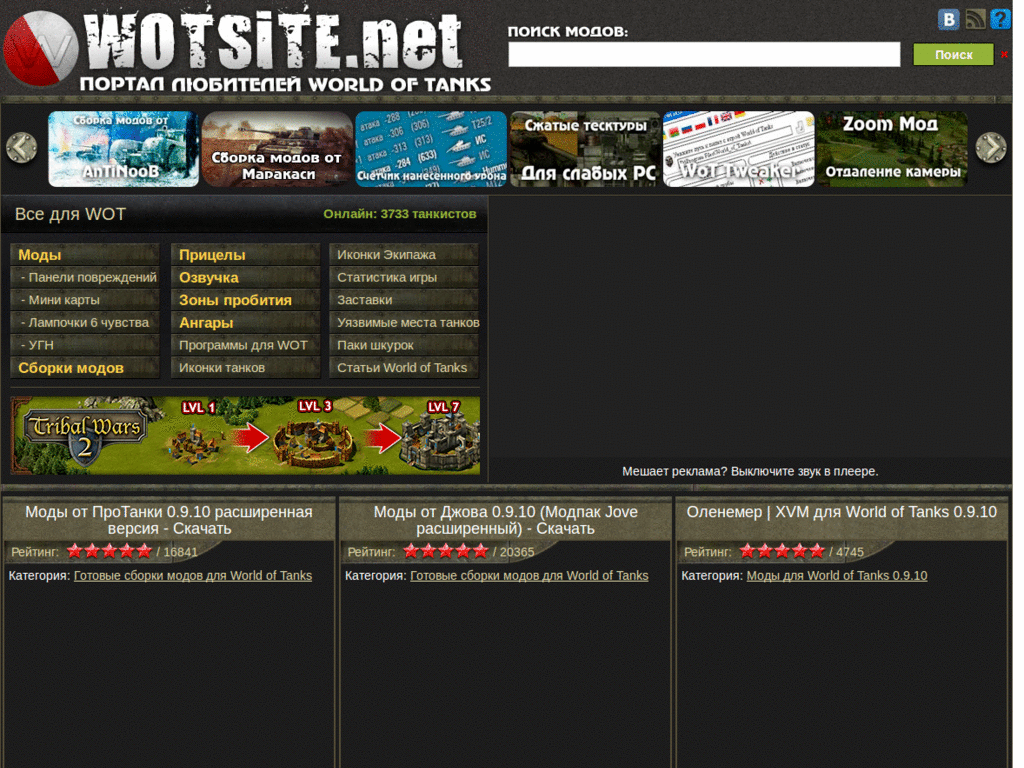 WOTSiTE.net
ПОРТАЛ ЛЮБИТЕЛЕЙ WORLD OF TANKS
ПОИСК МОДОВ:
Поиск
Сборка модов от
AnTiNooB
Сборка модов от
Маракаси
Счётчик нанесенного урона
Сжатые тесктуры
Для слабых PC
WoT Tweaker
Zoom Мод
Отдаление камеры
Все для WOT
Онлайн: 3733 танкистов
Моды
- Панели повреждений
- Мини карты
- Лампочки 6 чувства
- УГН
Сборки модов
Прицелы
Озвучка
Зоны пробития
Ангары
Программы для WOT
Иконки танков
Иконки Экипажа
Статистика игры
Заставки
Уязвимые места танков
Паки шкурок
Статьи World of Tanks
Tribal Wars
2
LVL 1
LVL 3
LVL 7
Мешает реклама? Выключите звук в плеере.
Моды от ПроТанки 0.9.10 расширенная
версия - Скачать
Рейтинг: / 16841
Категория: Готовые сборки модов для World of Tanks
Моды от Джова 0.9.10 (Модпак Jove
расширенный) - Скачать
Рейтинг: / 20365
Категория: Готовые сборки модов для World of Tanks
Оленемер | XVM для World of Tanks 0.9.10
Рейтинг: / 4745
Категория: Моды для World of Tanks 0.9.10